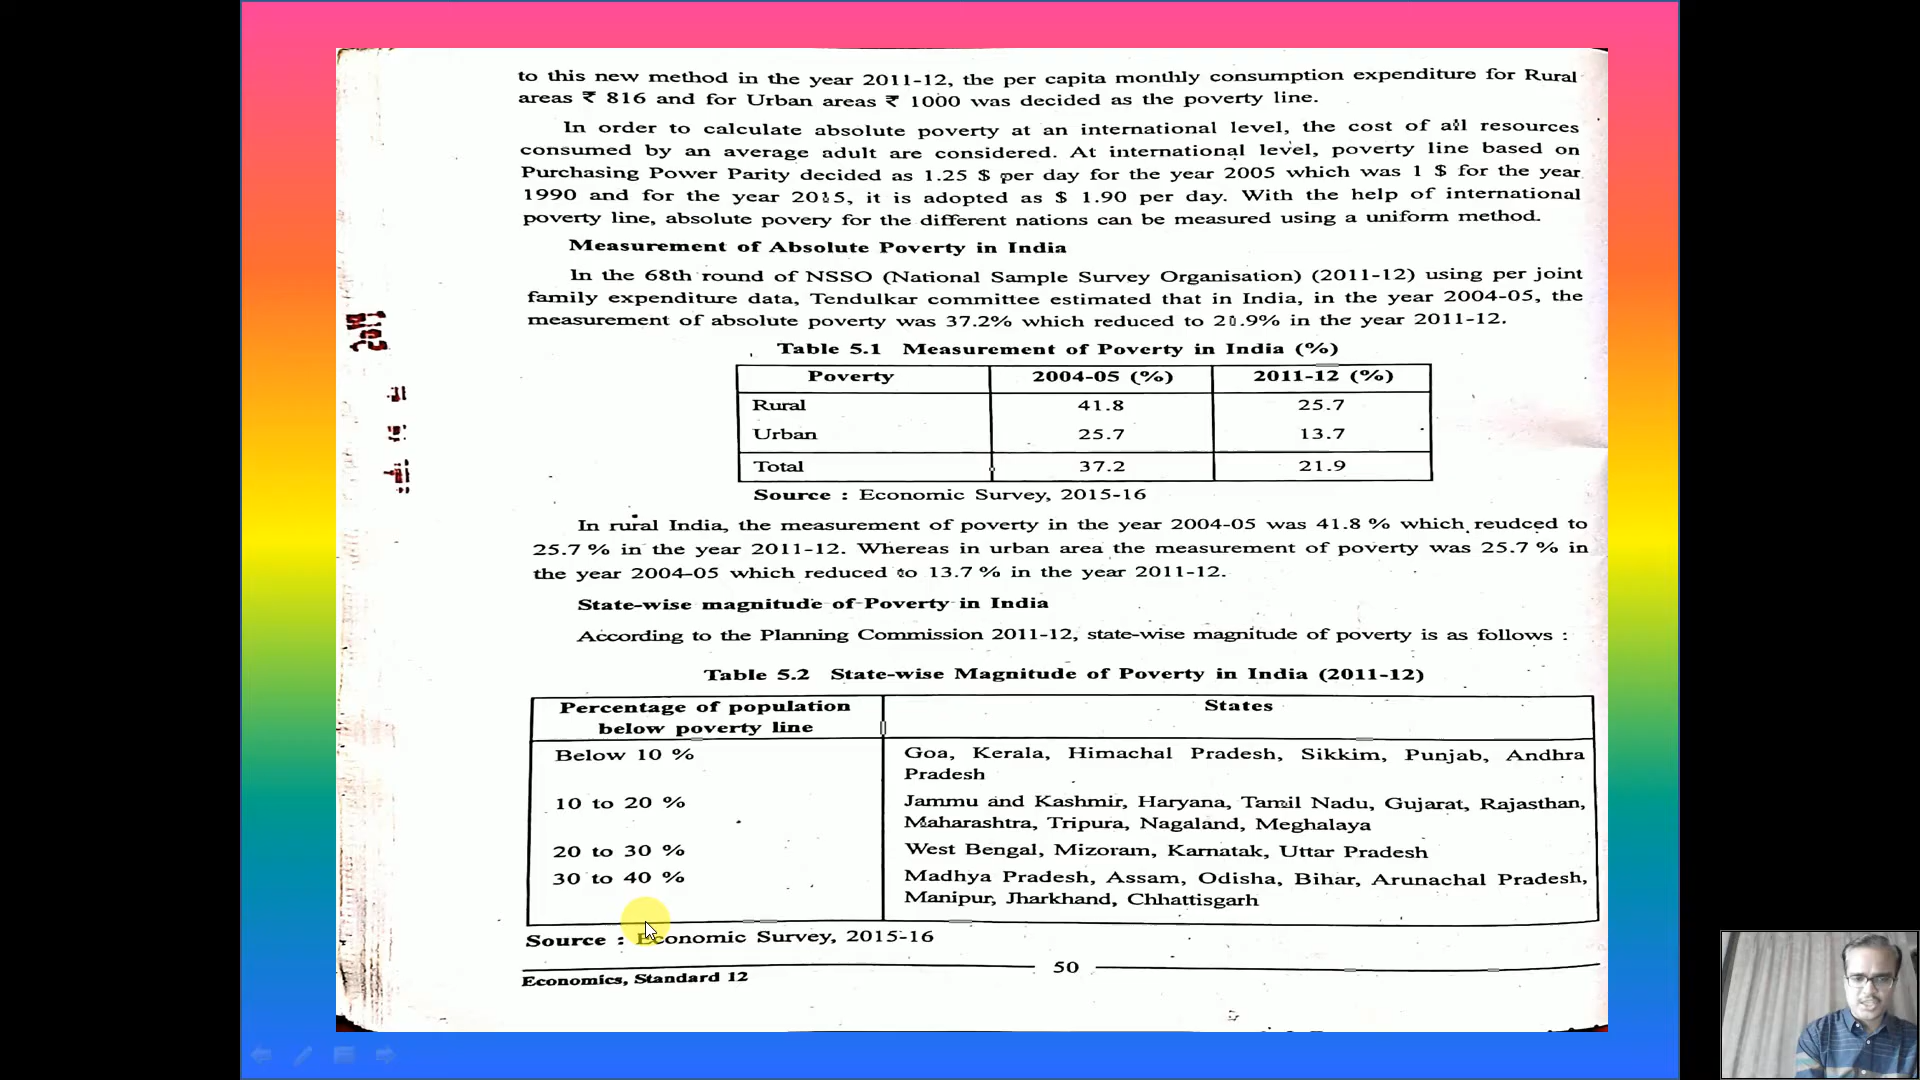 to this new method in the year 2011-12, the per capita monthly consumption expenditure for Rural
areas ₹ 816 and for Urban areas ₹ 1000 was decided as the poverty line.
In order to calculate absolute poverty at an international level, the cost of all resources
consumed by an average adult are considered. At international level, poverty line based on
Purchasing Power Parity decided as 1.25 $ per day for the year 2005 which was 1 $ for the year
1990 and for the year 2015, it is adopted as $ 1.90 per day. With the help of international
poverty line, absolute povery for the different nations can be measured using a uniform method.
Measurement of Absolute Poverty in India
In the 68th round of NSSO (National Sample Survey Organisation) (2011-12) using per joint
family expenditure data, Tendulkar committee estimated that in India, in the year 2004-05, the
measurement of absolute poverty was 37.2% which reduced to 21.9% in the year 2011-12.
Table 5.1 Measurement of Poverty in India (%)
Poverty 2004-05 (%) 2011-12 (%)
Rural 41.8 25.7
Urban 25.7 13.7
Total 37.2 21.9
Source : Economic Survey, 2015-16
In rural India, the measurement of poverty in the year 2004-05 was 41.8 % which reudced to
25.7 % in the year 2011-12. Whereas in urban area the measurement of poverty was 25.7 % in
the year 2004-05 which reduced to 13.7 % in the year 2011-12.
State-wise magnitude of Poverty in India
According to the Planning Commission 2011-12, state-wise magnitude of poverty is as follows :
Table 5.2 State-wise Magnitude of Poverty in India (2011-12)
Percentage of population States
below poverty line
Below 10 % Goa, Kerala, Himachal Pradesh, Sikkim, Punjab, Andhra
Pradesh
10 to 20 % Jammu and Kashmir, Haryana, Tamil Nadu, Gujarat, Rajasthan,
Maharashtra, Tripura, Nagaland, Meghalaya
20 to 30 % West Bengal, Mizoram, Karnatak, Uttar Pradesh
30 to 40 % Madhya Pradesh, Assam, Odisha, Bihar, Arunachal Pradesh,
Manipur, Jharkhand, Chhattisgarh
Source : Economic Survey, 2015-16
50
Economics, Standard 12